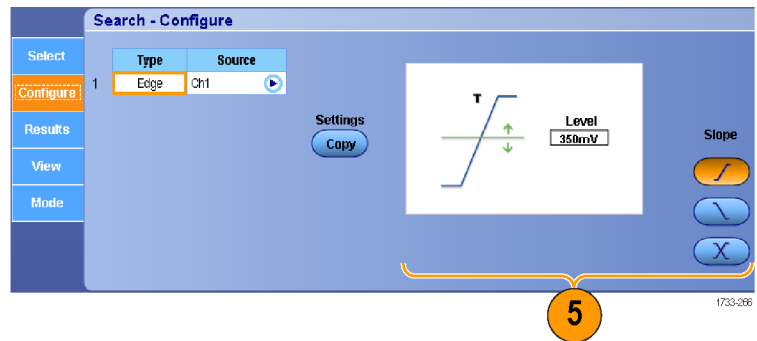 Search - Configure
Select
Configure
Results
View
Mode
Type Source
1 Edge Ch1
Settings
Copy
T
Level
350mV
Slope
5
1733-266